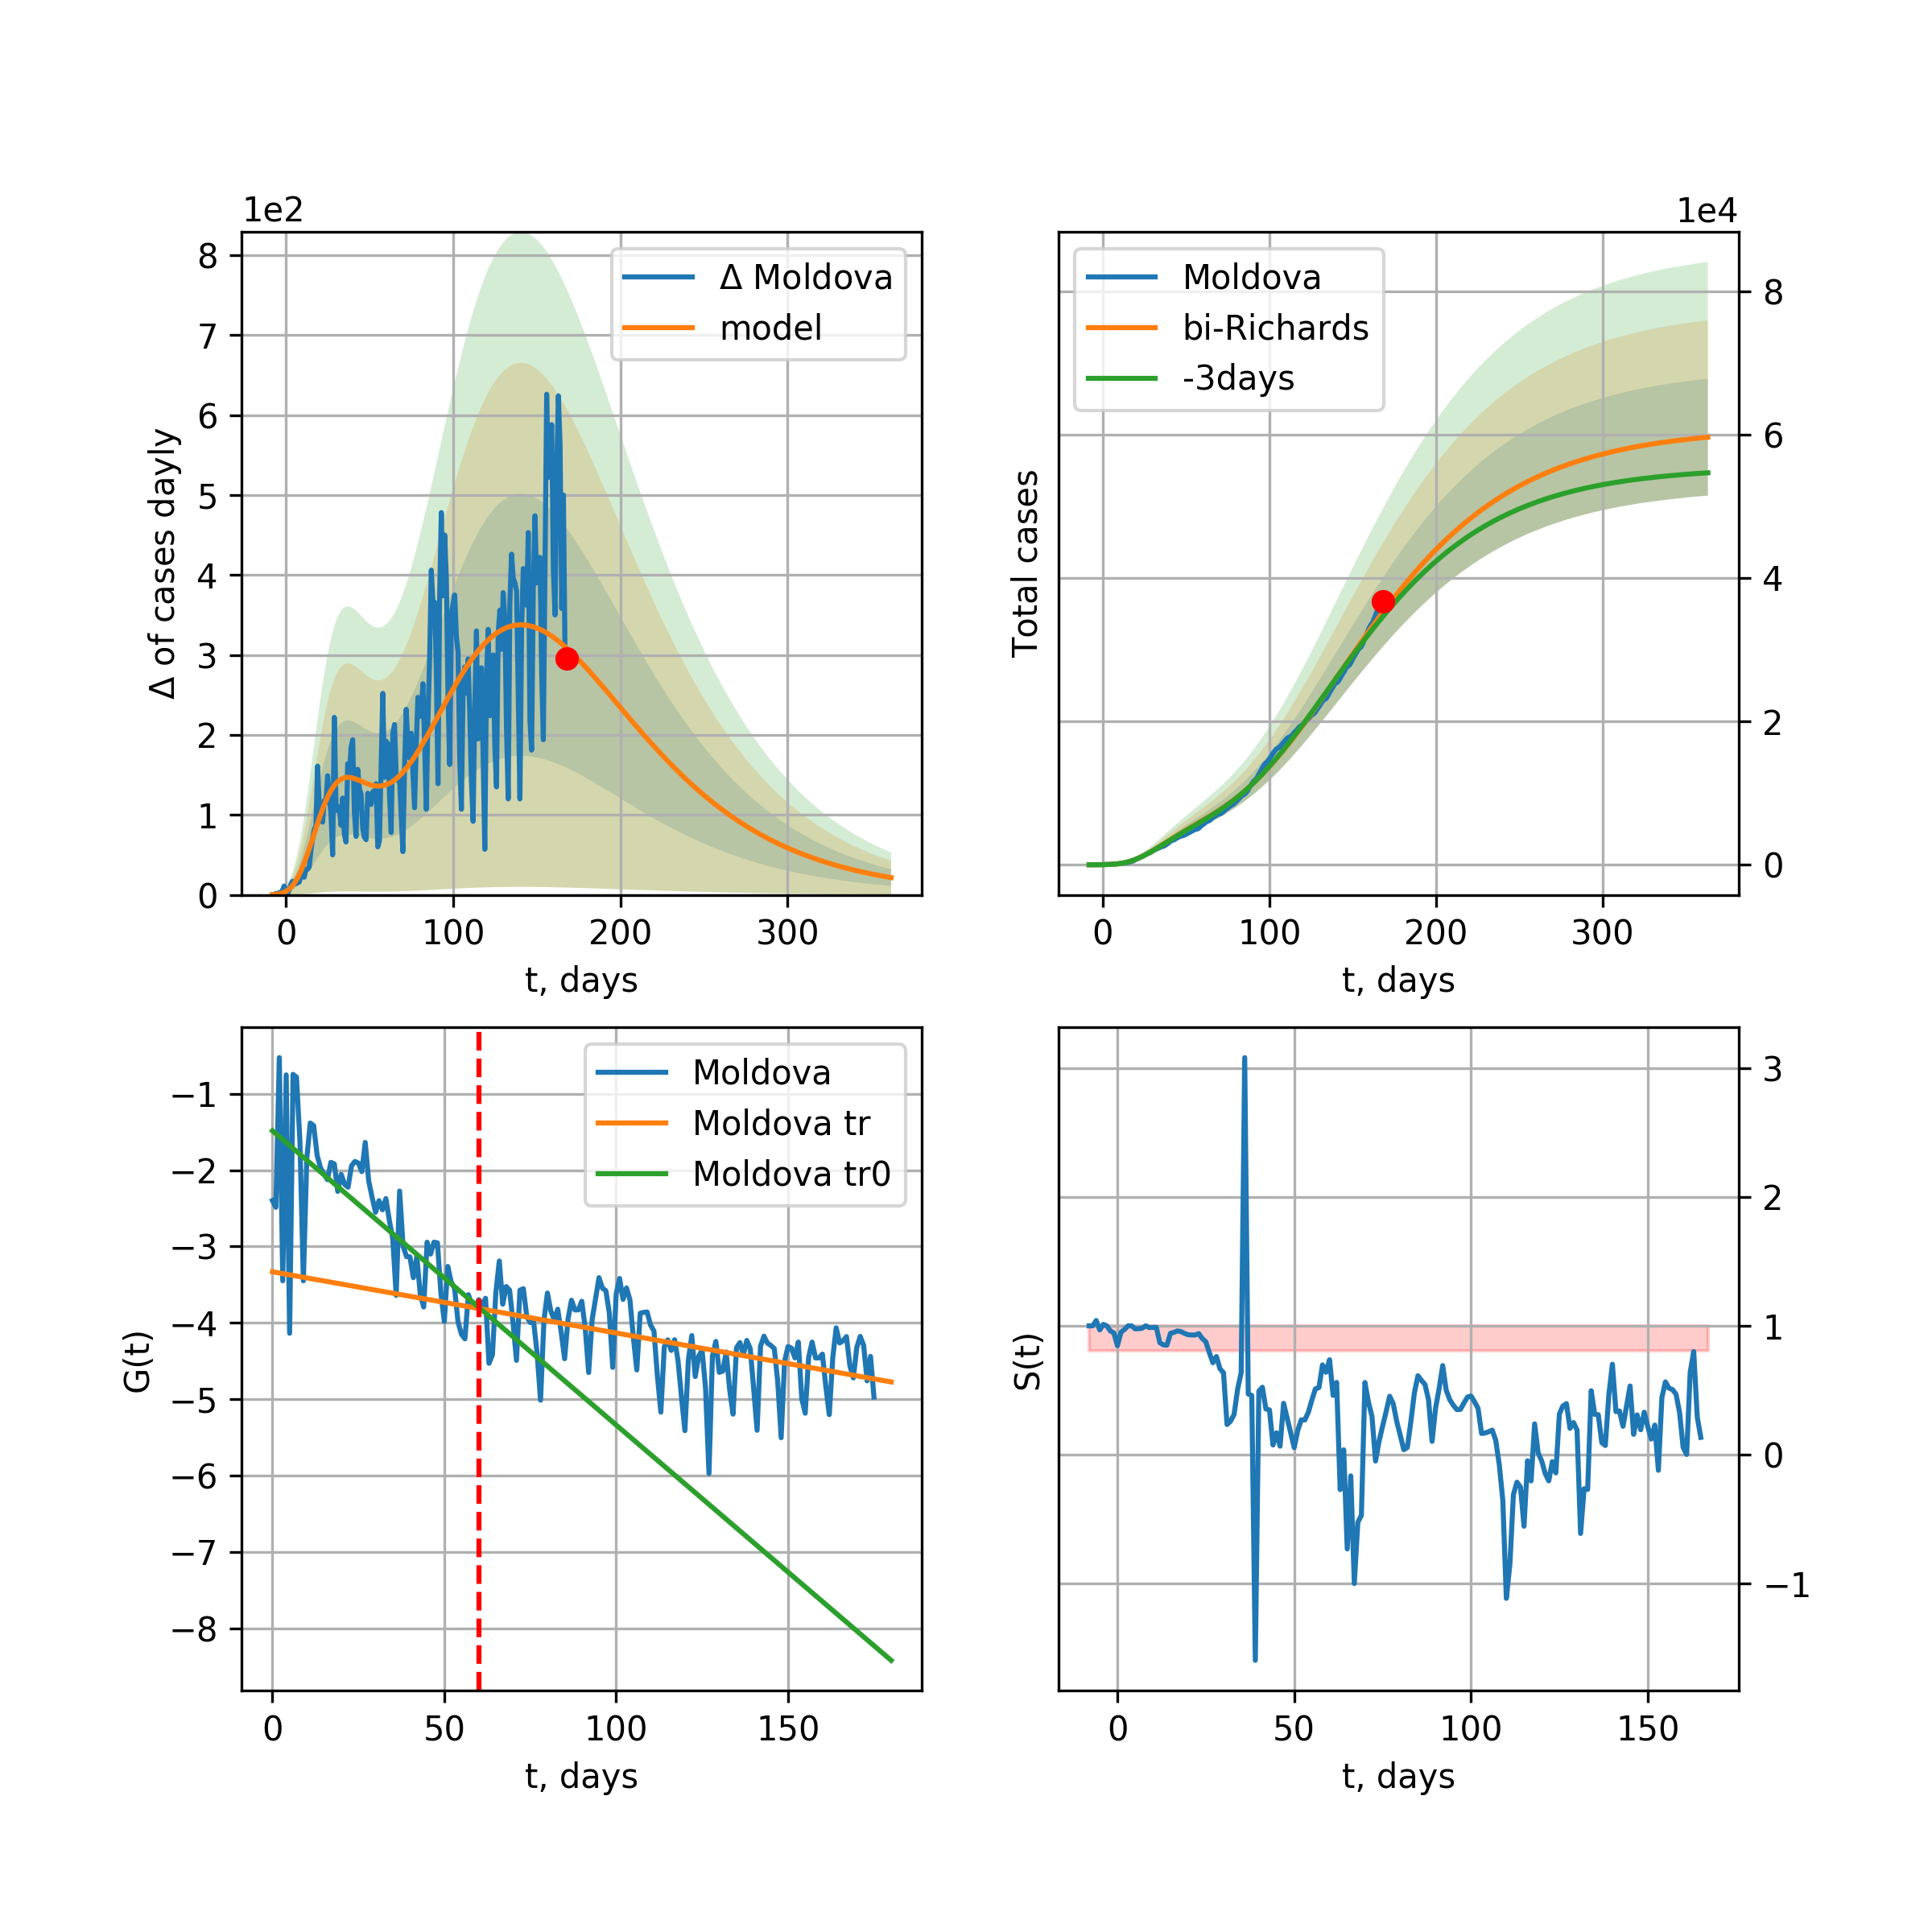 1e2
8
7
6
5
4
3
2
1
0
Δ of cases dayly
Δ Moldova
model
0 100 200 300
t, days
1e4
8
6
4
2
0
Total cases
Moldova
bi-Richards
-3days
0 100 200 300
t, days
−1
−2
−3
−4
−5
−6
−7
−8
G(t)
Moldova
Moldova tr
Moldova tr0
0 50 100 150
t, days
3
2
1
0
−1
S(t)
0 50 100 150
t, days